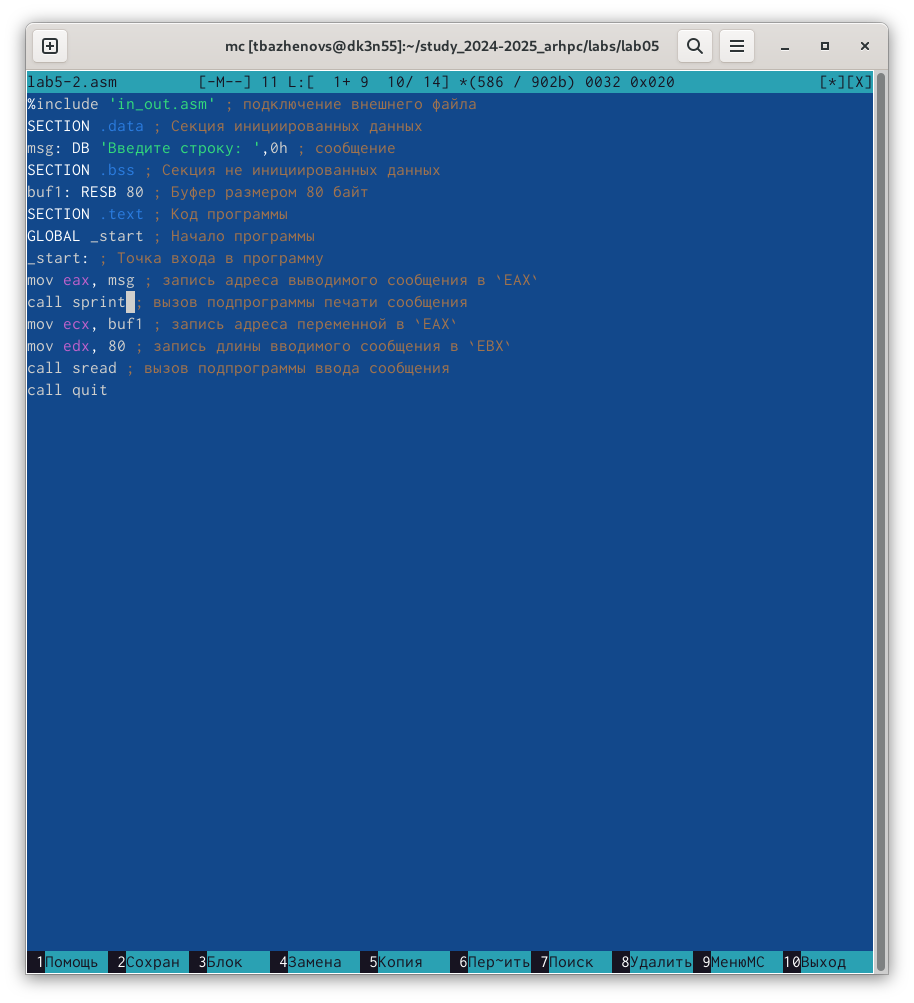 mc [tbazhenovs@dk3n55]:~/study_2024-2025_arhpc/labs/lab05
lab5-2.asm [-M--] 11 L:[ 1+ 9 10/ 14] *(586 / 902b) 0032 0x020 [*][X]
%include 'in_out.asm' ; подключение внешнего файла
SECTION .data ; Секция инициированных данных
msg: DB 'Введите строку: ',0h ; сообщение
SECTION .bss ; Секция не инициированных данных
buf1: RESB 80 ; Буфер размером 80 байт
SECTION .text ; Код программы
GLOBAL _start ; Начало программы
_start: ; Точка входа в программу
mov eax, msg ; запись адреса выводимого сообщения в `EAX`
call sprint ; вызов подпрограммы печати сообщения
mov ecx, buf1 ; запись адреса переменной в `EAX`
mov edx, 80 ; запись длины вводимого сообщения в `EBX`
call sread ; вызов подпрограммы ввода сообщения
call quit
1Помощь 2Сохран 3Блок 4Замена 5Копия 6Пер~ить 7Поиск 8Удалить 9МенюMC 10Выход